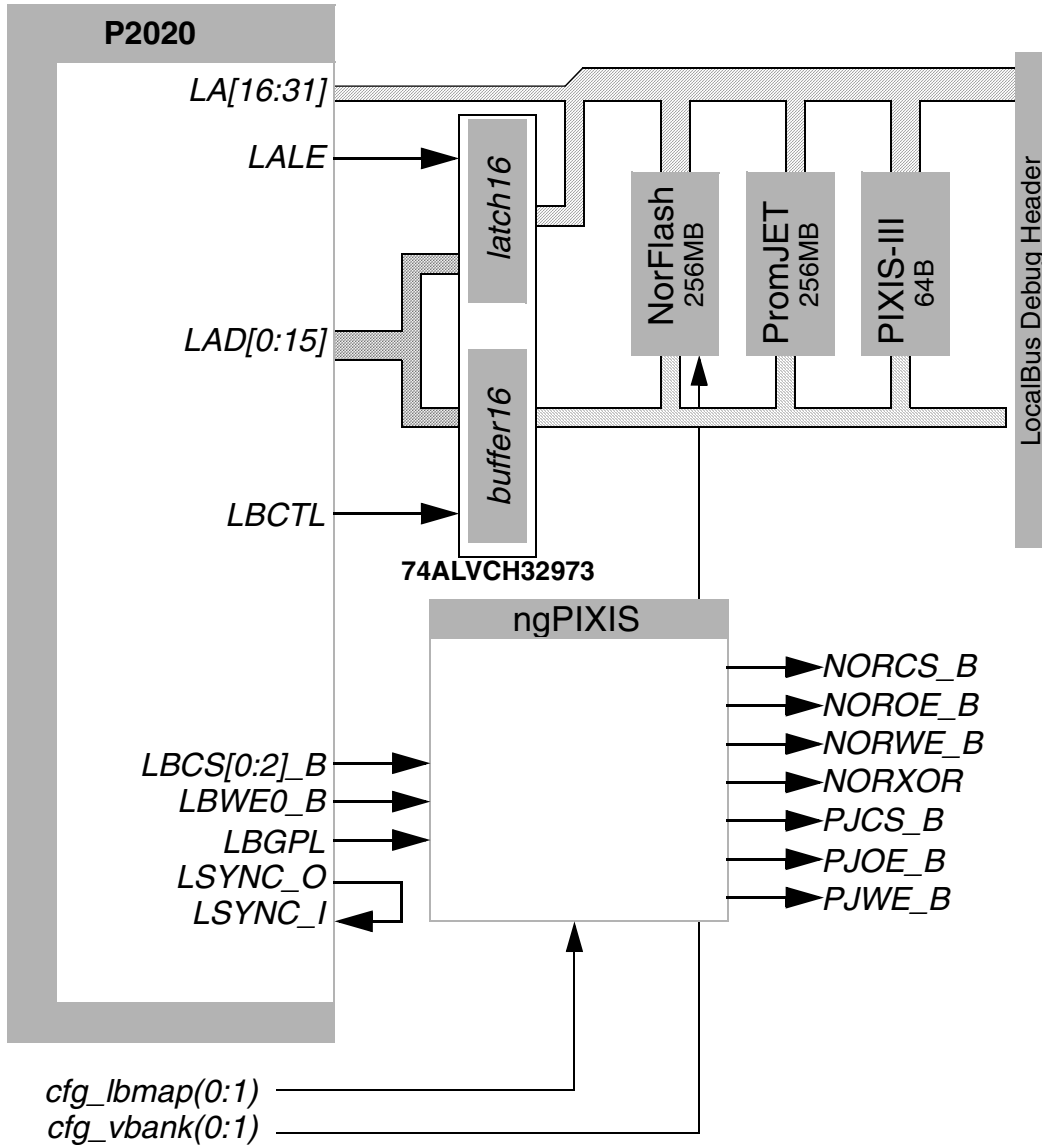 P2020
LA[16:31]
LALE
LAD[0:15]
LBCTL
latch16
buffer16
74ALVCH32973
NorFlash
256MB
PromJET
256MB
PIXIS-III
64B
LocalBus Debug Header
ngPIXIS
LBCS[0:2]_B
LBWE0_B
LBGPL
LSYNC_O
LSYNC_I
NORCS_B
NOROE_B
NORWE_B
NORXOR
PJCS_B
PJOE_B
PJWE_B
cfg_lbmap(0:1)
cfg_vbank(0:1)